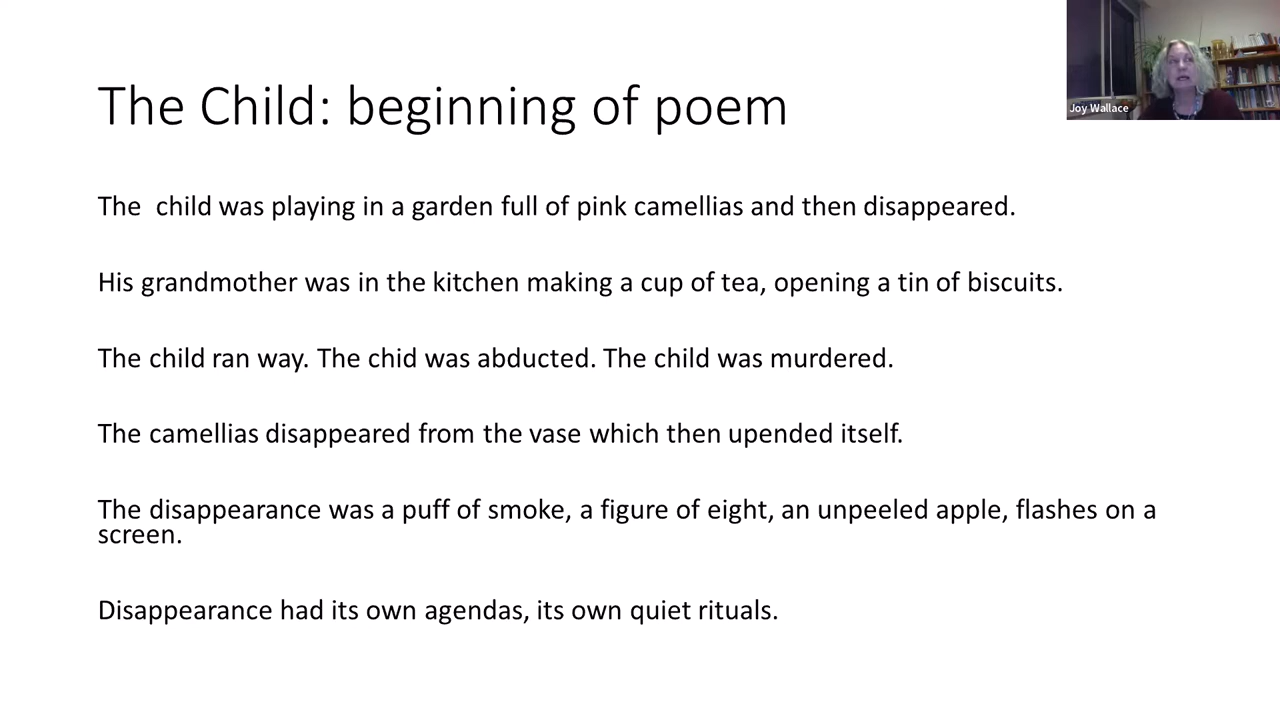 Joy Wallace
The Child: beginning of poem
The  child was playing in a garden full of pink camellias and then disappeared.
His grandmother was in the kitchen making a cup of tea, opening a tin of biscuits.
The child ran way. The chid was abducted. The child was murdered.
The camellias disappeared from the vase which then upended itself.
The disappearance was a puff of smoke, a figure of eight, an unpeeled apple, flashes on a
screen.
Disappearance had its own agendas, its own quiet rituals.